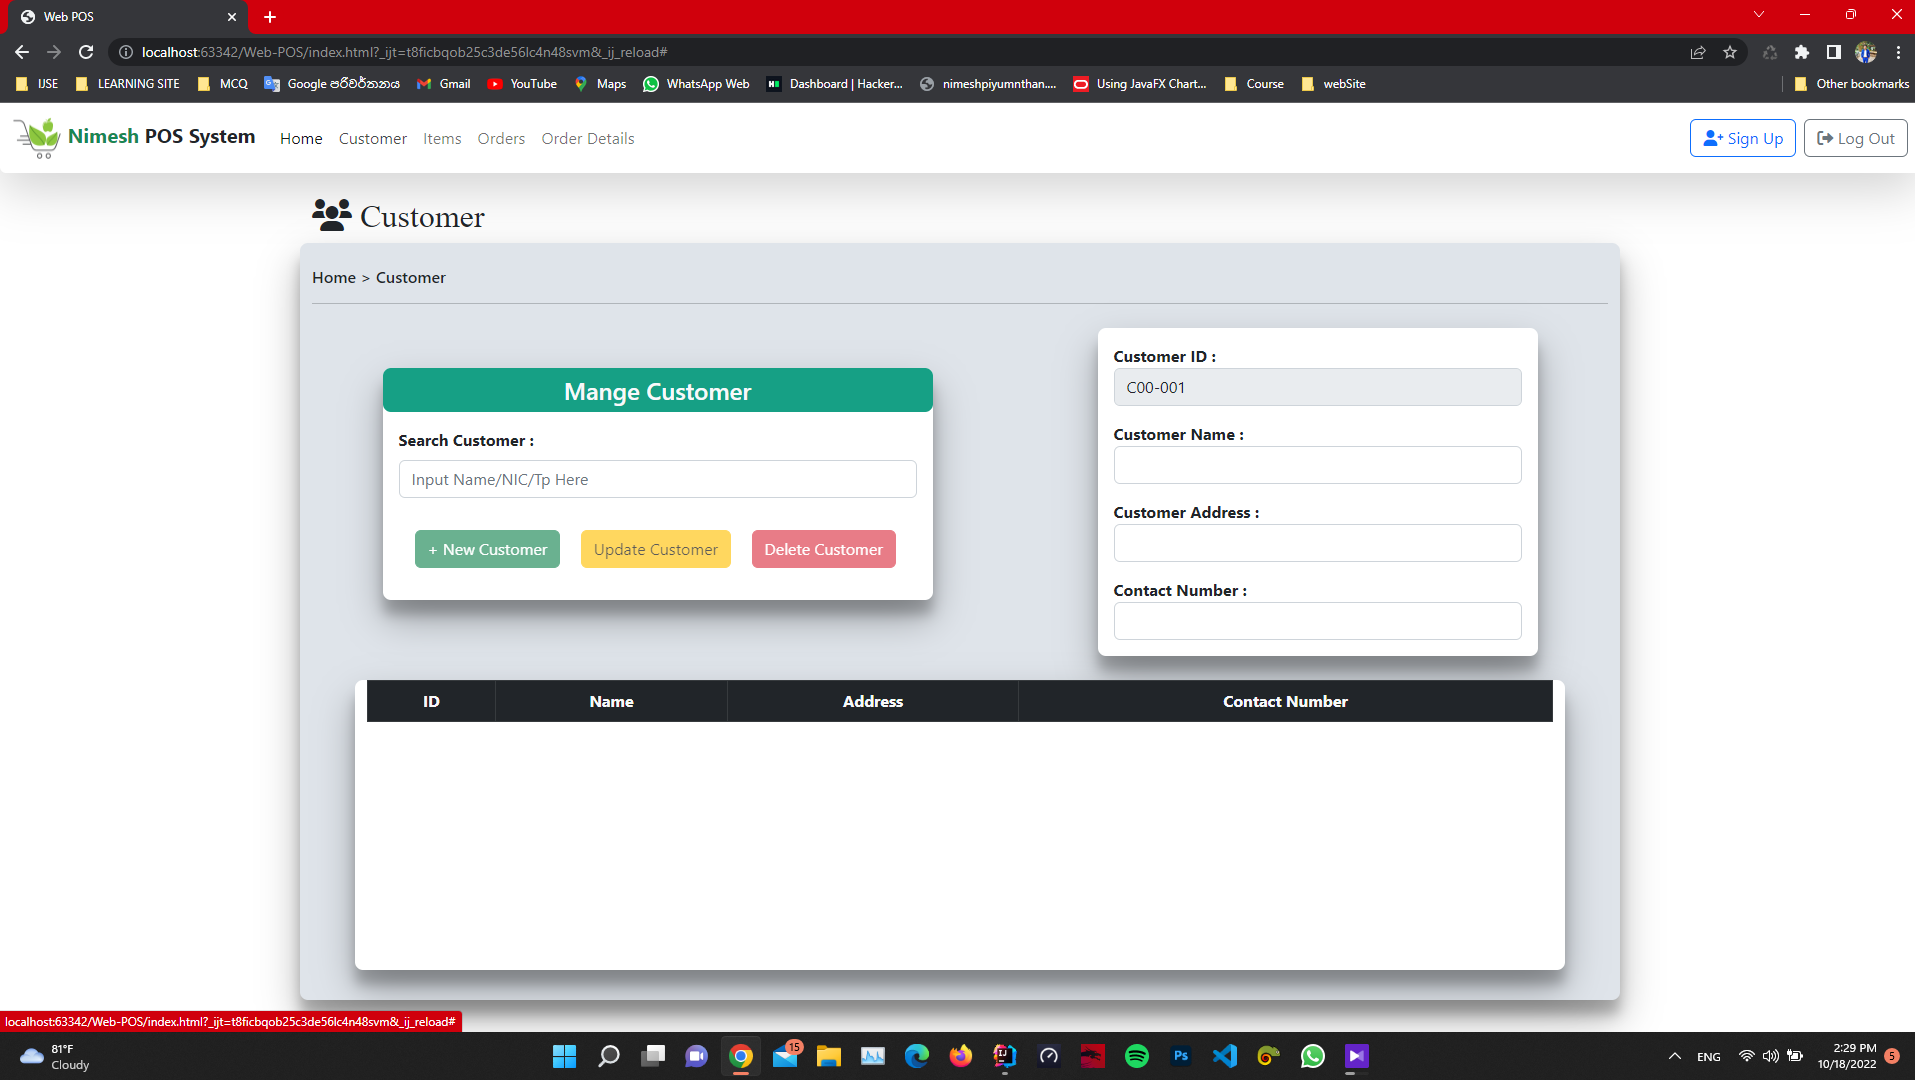 Web POS
localhost:63342/Web-POS/index.html?_ijt=t8ficbqob25c3de56lc4n48svm&_ij_reload#
IJSE LEARNING SITE MCQ Google පරිවර්තනය Gmail YouTube Maps WhatsApp Web Dashboard | Hacker... nimeshpiyumnthan.... Using JavaFX Chart... Course webSite Other bookmarks
Nimesh POS System Home Customer Items Orders Order Details Sign Up Log Out
Customer
Home > Customer
Mange Customer
Search Customer :
Input Name/NIC/Tp Here
+ New Customer Update Customer Delete Customer
Customer ID :
C00-001
Customer Name :
Customer Address :
Contact Number :
ID Name Address Contact Number
localhost:63342/Web-POS/index.html?_ijt=t8ficbqob25c3de56lc4n48svm&_ij_reload#
81°F
Cloudy
15
Ps
ENG
2:29 PM
10/18/2022
5